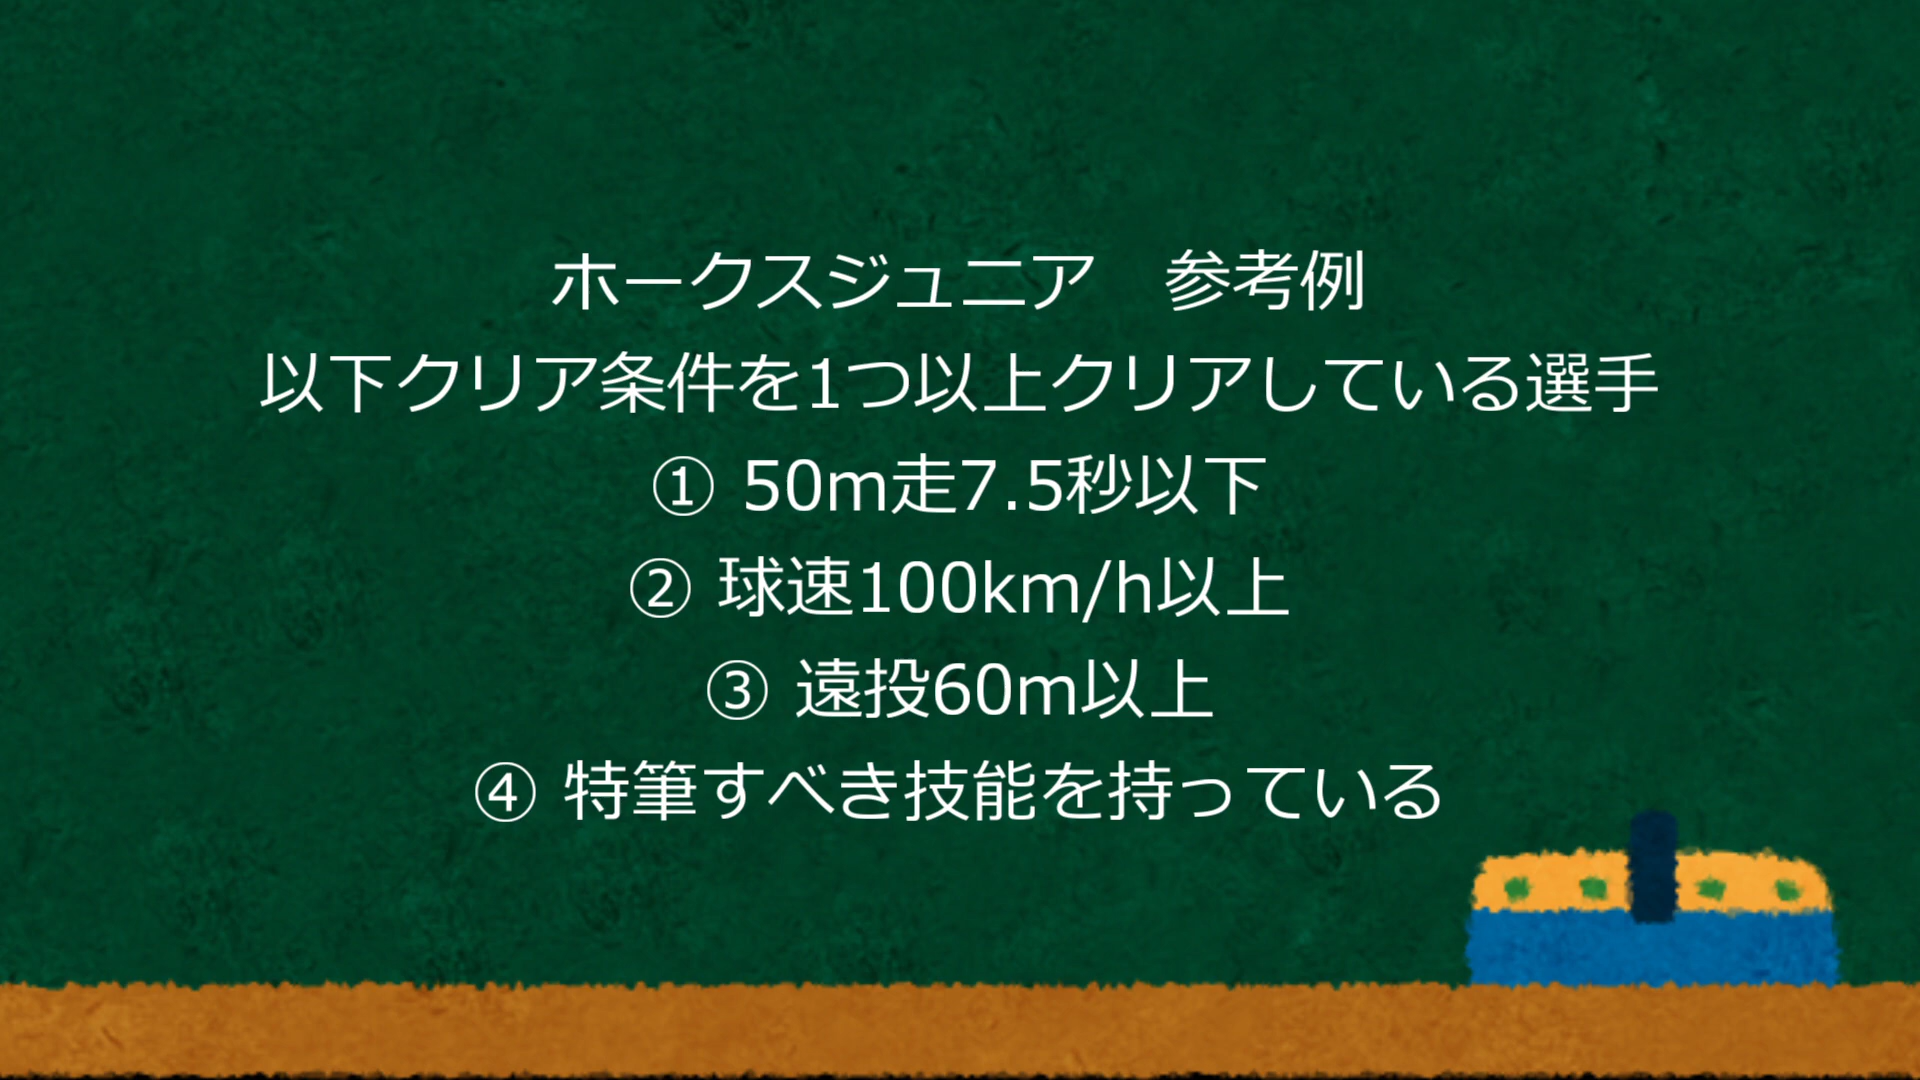 ホークスジュニア　参考例
以下クリア条件を1つ以上クリアしている選手
① 50m走7.5秒以下
② 球速100km/h以上
③ 遠投60m以上
④ 特筆すべき技能を持っている